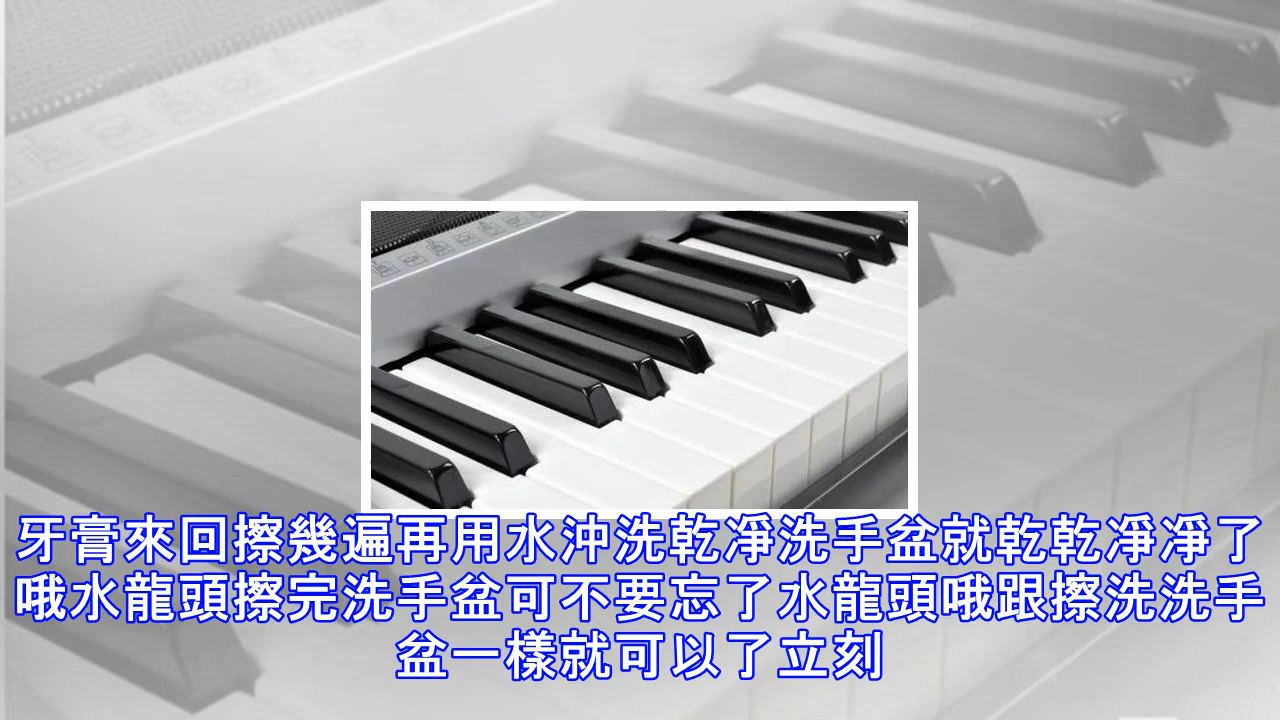 牙膏來回擦幾遍再用水沖洗乾淨洗手盆就乾乾淨淨了
哦水龍頭擦完洗手盆可不要忘了水龍頭哦跟擦洗洗手
盆一樣就可以了立刻